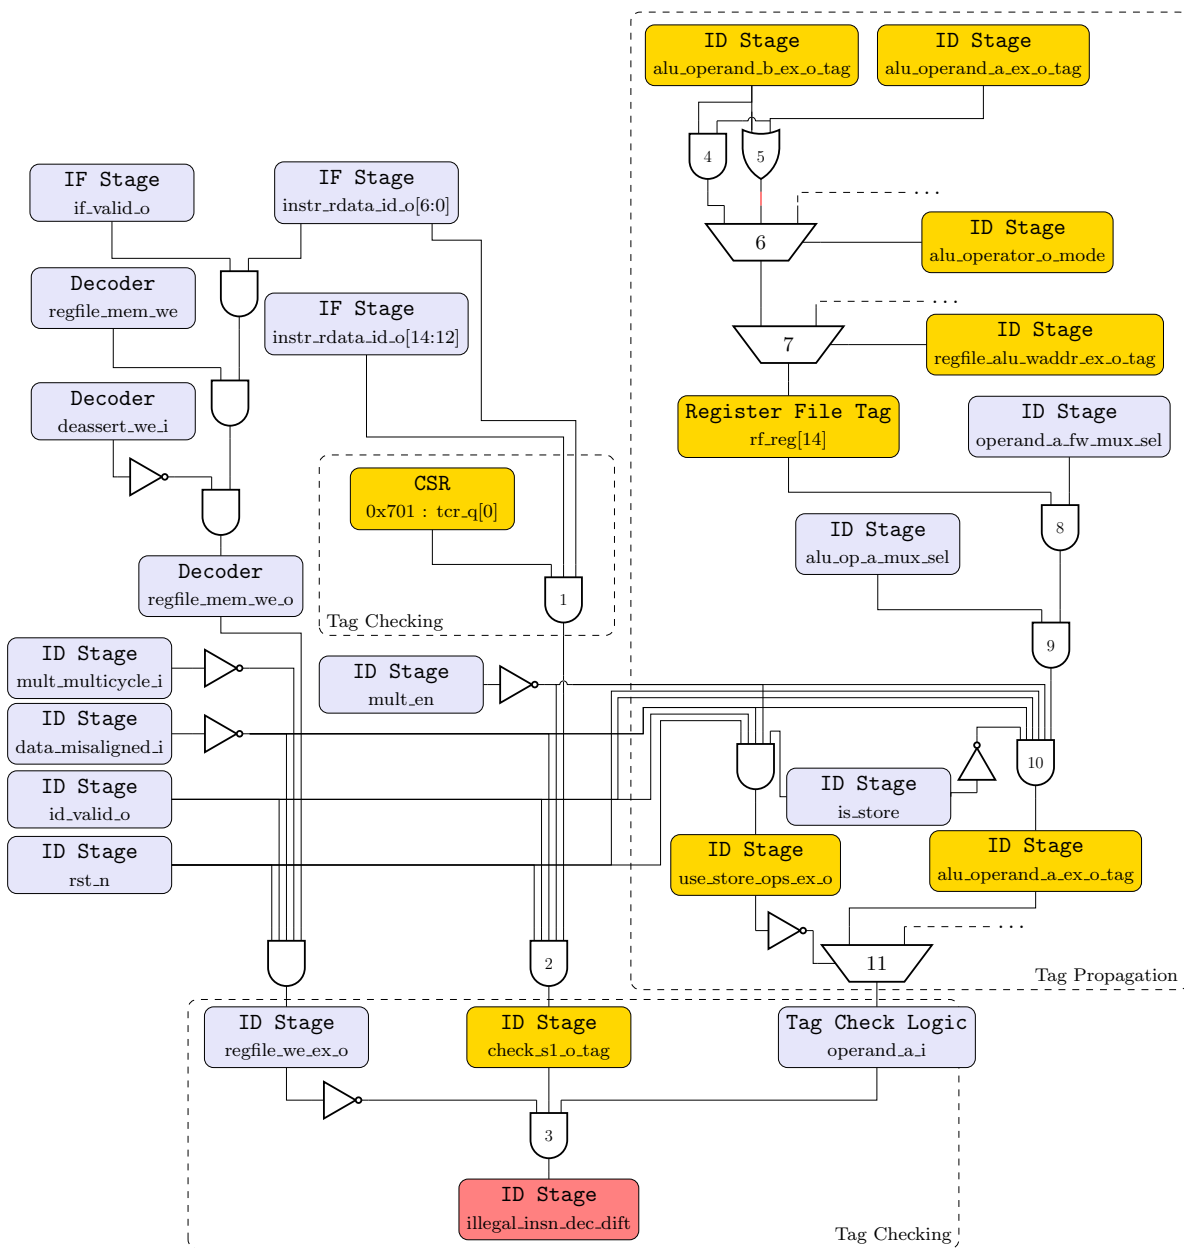 ID Stage
alu_operand_b_ex_o_tag
ID Stage
alu_operand_a_ex_o_tag
4
5
IF Stage
if_valid_o
IF Stage
instr_rdata_id_o[6:0]
...
6
ID Stage
alu_operator_o_mode
Decoder
regfile_mem_we
IF Stage
instr_rdata_id_o[14:12]
...
7
ID Stage
regfile_alu_waddr_ex_o_tag
Decoder
deassert_we_i
Register File Tag
rf_reg[14]
ID Stage
operand_a_fw_mux_sel
CSR
0x701 : tcr_q[0]
8
ID Stage
alu_op_a_mux_sel
Decoder
regfile_mem_we_o
1
Tag Checking
9
ID Stage
mult_multicycle_i
ID Stage
mult_en
ID Stage
data_misaligned_i
10
ID Stage
id_valid_o
ID Stage
is_store
ID Stage
rst_n
ID Stage
use_store_ops_ex_o
ID Stage
alu_operand_a_ex_o_tag
...
2
11
Tag Propagation
ID Stage
regfile_we_ex_o
ID Stage
check_s1_o_tag
Tag Check Logic
operand_a_i
3
ID Stage
illegal_insn_dec_dift
Tag Checking